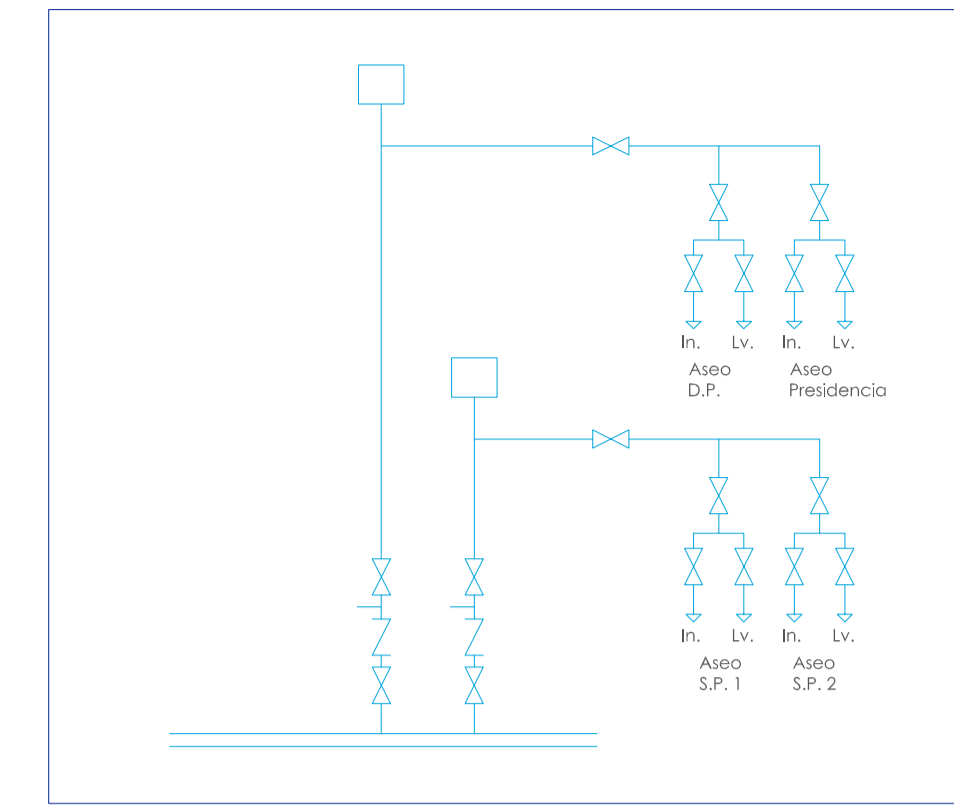 In. Lv. In. Lv.
Aseo
D.P.
Aseo
Presidencia
In. Lv. In. Lv.
Aseo
S.P. 1
Aseo
S.P. 2